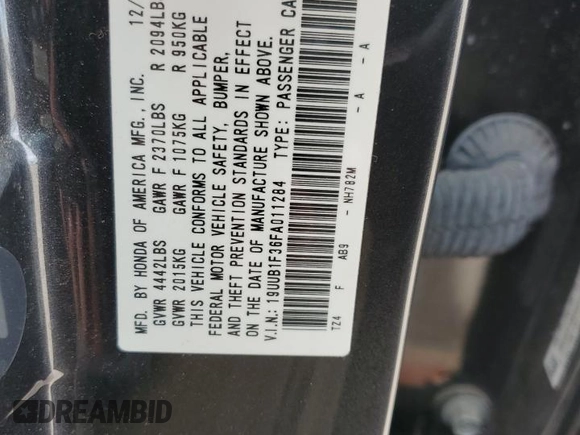 MFD. BY HONDA OF AMERICA MFG., INC. 12/
GVWR 4442LBS GAWR F 2370LBS R 2094LB
GVWR 2015KG GAWR F 1075KG R 950KG
THIS VEHICLE CONFORMS TO ALL APPLICABLE
FEDERAL MOTOR VEHICLE SAFETY, BUMPER,
AND THEFT PREVENTION STANDARDS IN EFFECT
ON THE DATE OF MANUFACTURE SHOWN ABOVE.
V.I.N.: 19UUB1F36FA011284 TYPE: PASSENGER CA
TZ4 F AB9 - NH782M - A - A
DREAMBID